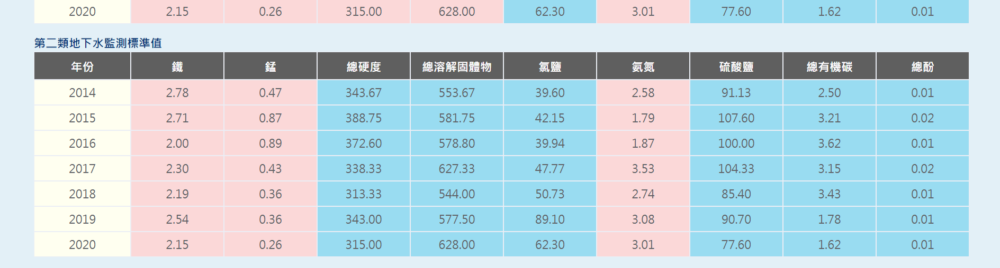 2020 2.15 0.26 315.00 628.00 62.30 3.01 77.60 1.62 0.01
第二類地下水監測標準值
年份 鐵 錳 總硬度 總溶解固體物 氯鹽 氨氮 硫酸鹽 總有機碳 總酚
2014 2.78 0.47 343.67 553.67 39.60 2.58 91.13 2.50 0.01
2015 2.71 0.87 388.75 581.75 42.15 1.79 107.60 3.21 0.02
2016 2.00 0.89 372.60 578.80 39.94 1.87 100.00 3.62 0.01
2017 2.30 0.43 338.33 627.33 47.77 3.53 104.33 3.15 0.02
2018 2.19 0.36 313.33 544.00 50.73 2.74 85.40 3.43 0.01
2019 2.54 0.36 343.00 577.50 89.10 3.08 90.70 1.78 0.01
2020 2.15 0.26 315.00 628.00 62.30 3.01 77.60 1.62 0.01